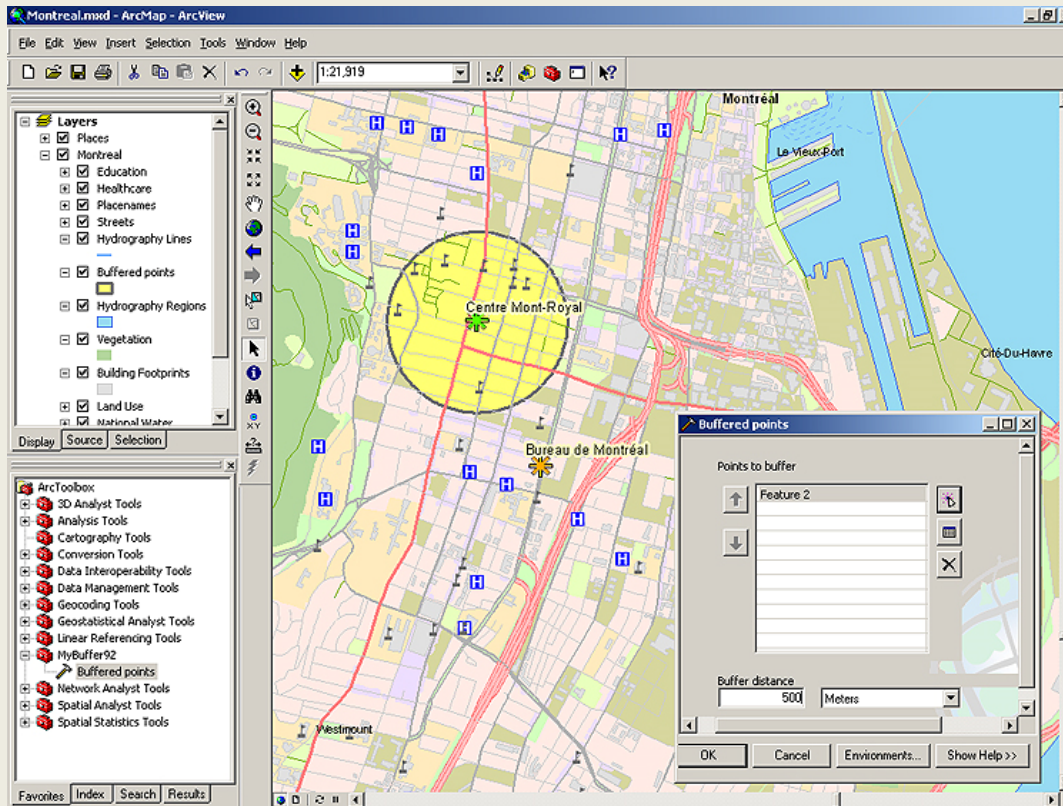 Montreal.mxd - ArcMap - ArcView
File Edit View Insert Selection Tools Window Help
1:21,919
Layers
Places
Montreal
Education
Healthcare
Placenames
Streets
Hydrography Lines
Buffered points
Hydrography Regions
Vegetation
Building Footprints
Land Use
National Water
Display Source Selection
ArcToolbox
3D Analyst Tools
Analysis Tools
Cartography Tools
Conversion Tools
Data Interoperability Tools
Data Management Tools
Geocoding Tools
Geostatistical Analyst Tools
Linear Referencing Tools
MyBuffer92
Buffered points
Network Analyst Tools
Spatial Analyst Tools
Spatial Statistics Tools
Favorites Index Search Results
XY
Montréal
H H H H H
Le Vieux-Port
H
H
H
Centre Mont-Royal
Cité-Du-Havre
H
Bureau de Montréal
H
H
H
H
H
H
H
Westmount
Buffered points
Points to buffer
Feature 2
Buffer distance
500 Meters
OK Cancel Environments... Show Help >>